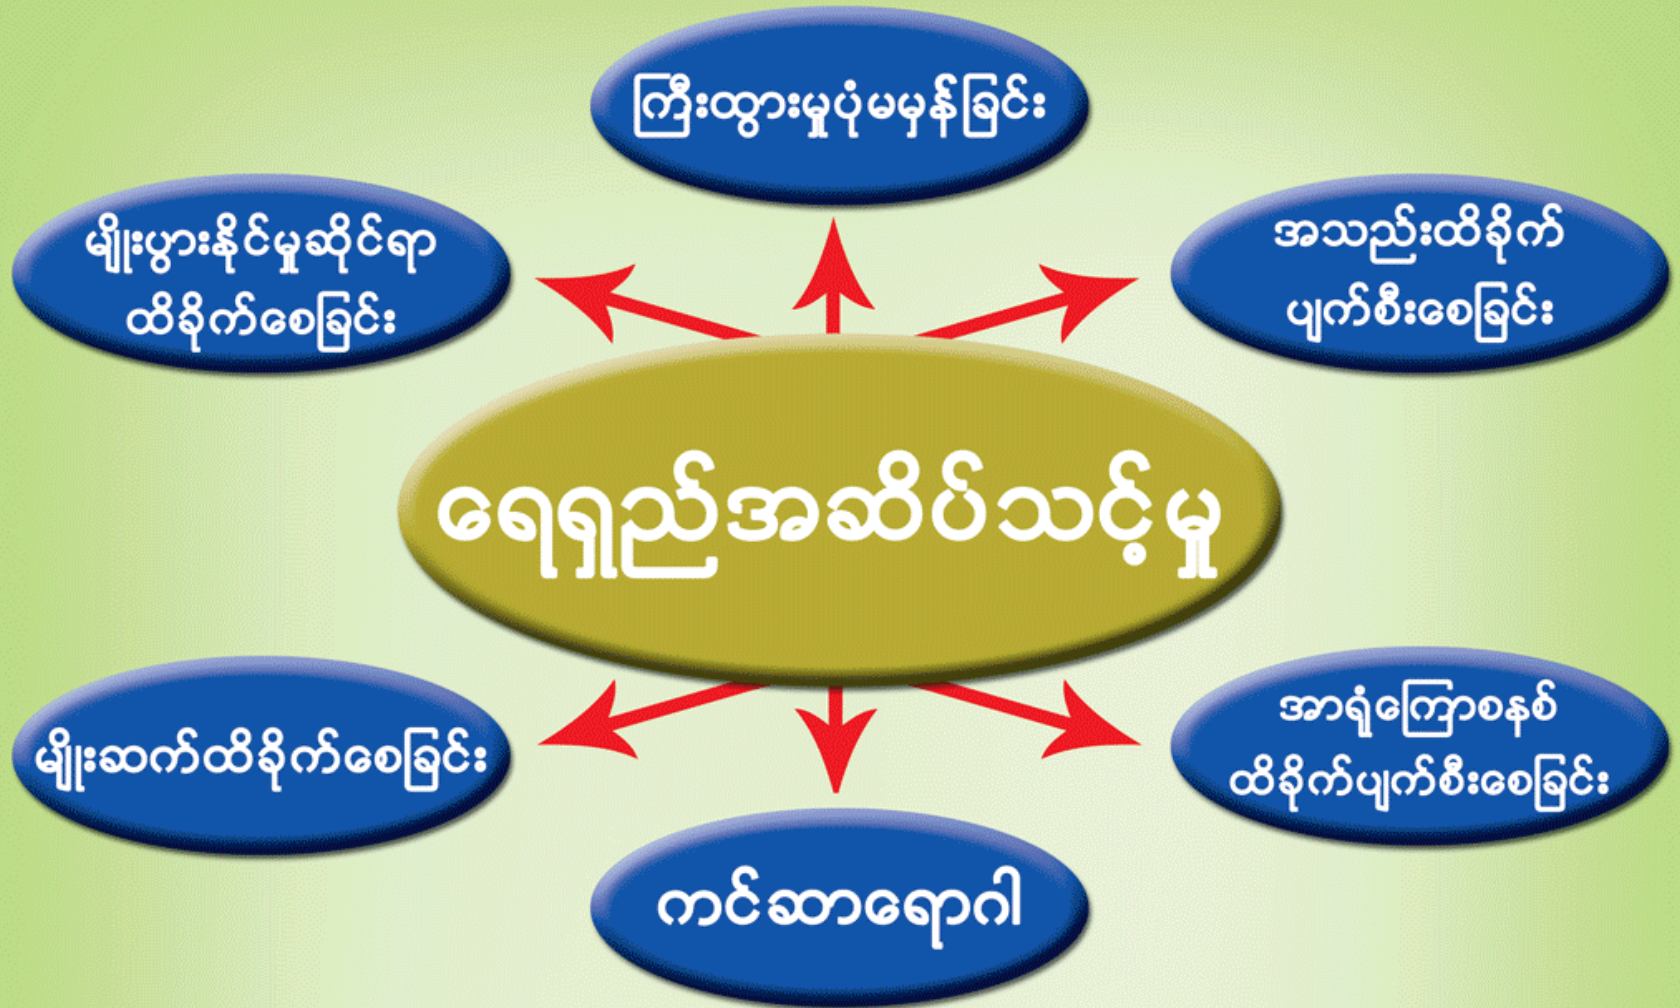 ကြီးထွားမှုပုံမမှန်ခြင်း
မျိုးပွားနိုင်မှုဆိုင်ရာ
ထိခိုက်စေခြင်း
အသည်းထိခိုက်
ပျက်စီးစေခြင်း
ရေရှည်အဆိပ်သင့်မှု
မျိုးဆက်ထိခိုက်စေခြင်း
အာရုံကြောစနစ်
ထိခိုက်ပျက်စီးစေခြင်း
ကင်ဆာရောဂါ